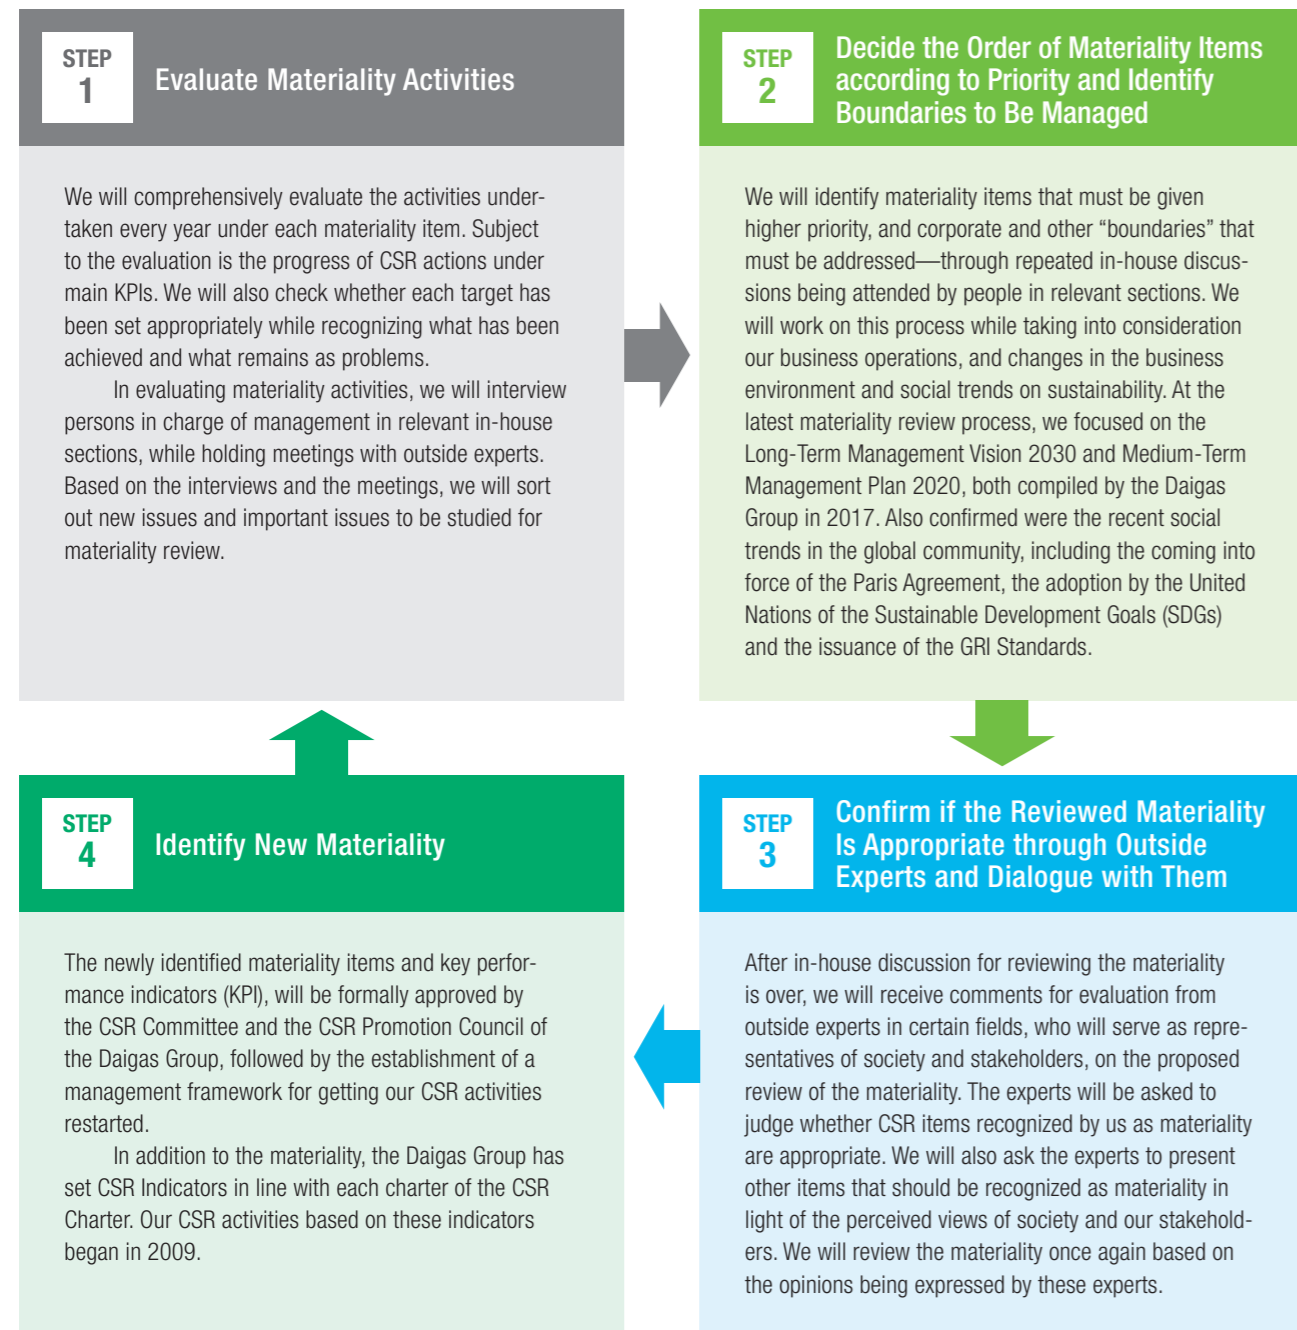 STEP
1
Evaluate Materiality Activities
We will comprehensively evaluate the activities under-
taken every year under each materiality item. Subject
to the evaluation is the progress of CSR actions under
main KPIs. We will also check whether each target has
been set appropriately while recognizing what has been
achieved and what remains as problems.
In evaluating materiality activities, we will interview
persons in charge of management in relevant in-house
sections, while holding meetings with outside experts.
Based on the interviews and the meetings, we will sort
out new issues and important issues to be studied for
materiality review.
STEP
2
Decide the Order of Materiality Items
according to Priority and Identify
Boundaries to Be Managed
We will identify materiality items that must be given
higher priority, and corporate and other “boundaries” that
must be addressed—through repeated in-house discus-
sions being attended by people in relevant sections. We
will work on this process while taking into consideration
our business operations, and changes in the business
environment and social trends on sustainability. At the
latest materiality review process, we focused on the
Long-Term Management Vision 2030 and Medium-Term
Management Plan 2020, both compiled by the Daigas
Group in 2017. Also confirmed were the recent social
trends in the global community, including the coming into
force of the Paris Agreement, the adoption by the United
Nations of the Sustainable Development Goals (SDGs)
and the issuance of the GRI Standards.
STEP
3
Confirm if the Reviewed Materiality
Is Appropriate through Outside
Experts and Dialogue with Them
After in-house discussion for reviewing the materiality
is over, we will receive comments for evaluation from
outside experts in certain fields, who will serve as repre-
sentatives of society and stakeholders, on the proposed
review of the materiality. The experts will be asked to
judge whether CSR items recognized by us as materiality
are appropriate. We will also ask the experts to present
other items that should be recognized as materiality in
light of the perceived views of society and our stakehold-
ers. We will review the materiality once again based on
the opinions being expressed by these experts.
STEP
4
Identify New Materiality
The newly identified materiality items and key perfor-
mance indicators (KPI), will be formally approved by
the CSR Committee and the CSR Promotion Council of
the Daigas Group, followed by the establishment of a
management framework for getting our CSR activities
restarted.
In addition to the materiality, the Daigas Group has
set CSR Indicators in line with each charter of the CSR
Charter. Our CSR activities based on these indicators
began in 2009.